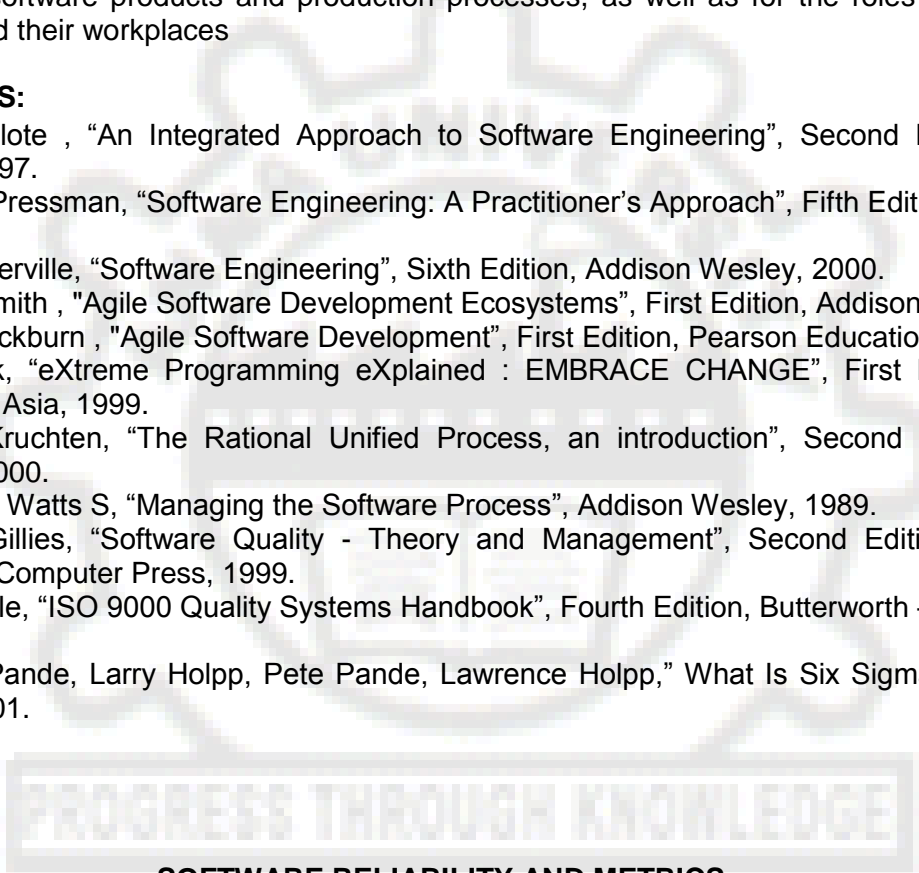 software products and production processes, as well as for the roles
d their workplaces
S:
lote , “An Integrated Approach to Software Engineering”, Second
97.
Pressman, “Software Engineering: A Practitioner’s Approach”, Fifth Edit
erville, “Software Engineering”, Sixth Edition, Addison Wesley, 2000.
mith , "Agile Software Development Ecosystems”, First Edition, Addison
ckburn , "Agile Software Development”, First Edition, Pearson Educatio
k, “eXtreme Programming eXplained : EMBRACE CHANGE”, First
Asia, 1999.
Kruchten, “The Rational Unified Process, an introduction”, Second
000.
Watts S, “Managing the Software Process”, Addison Wesley, 1989.
Gillies, “Software Quality - Theory and Management”, Second Editi
Computer Press, 1999.
le, “ISO 9000 Quality Systems Handbook”, Fourth Edition, Butterworth -
Pande, Larry Holpp, Pete Pande, Lawrence Holpp,” What Is Six Sigm
01.
PROGRESS THROUGH KNOWLEDGE
SOFTWARE RELIABILITY AND METRICS